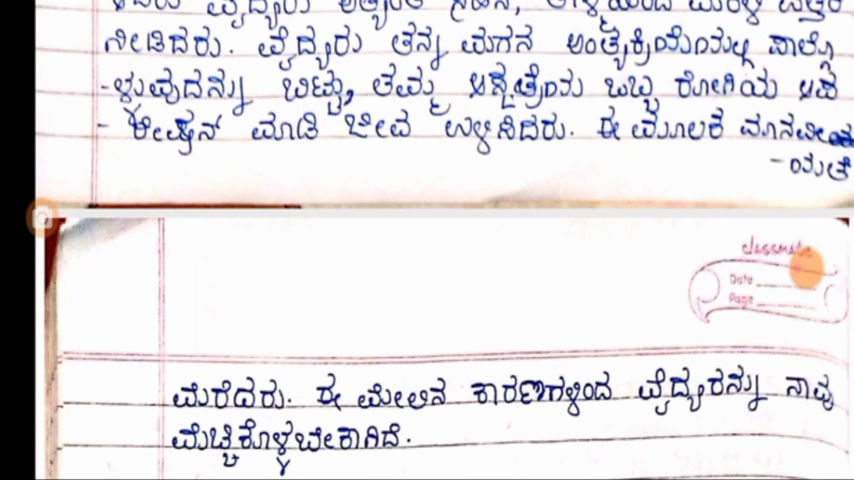 ನೀಡಿದರು. ವೈದ್ಯರು ತನ್ನ ಮಗನ ಅಂತ್ಯಕ್ರಿಯೆಯಲ್ಲಿ ಪಾಲ್ಗೊ
-ಳ್ಳುವುದನ್ನು ಬಿಟ್ಟು, ತಮ್ಮ ಆಸ್ಪತ್ರೆಯ ಒಬ್ಬ ರೋಗಿಯ ಆಪ
- ರೇಷನ್ ಮಾಡಿ ಜೀವ ಉಳಿಸಿದರು. ಈ ಮೂಲಕ ಮಾನವೀಯ
-ಯತೆ
classmate
Date
Page
ಮೆರೆದರು. ಈ ಮೇಲಿನ ಕಾರಣಗಳಿಂದ ವೈದ್ಯರನ್ನು ನಾವು
ಮೆಚ್ಚಿಕೊಳ್ಳಬೇಕಾಗಿದೆ.